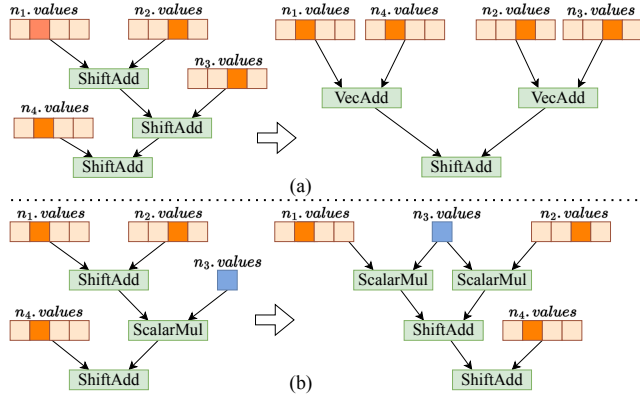 n₁.values n₂.values n₁.values n₄.values n₂.values n₃.values
n₃.values
ShiftAdd
VecAdd VecAdd
n₄.values
ShiftAdd
ShiftAdd ShiftAdd
(a)
n₁.values n₂.values n₁.values n₃.values n₂.values
n₃.values
ShiftAdd ScalarMul ScalarMul
n₄.values n₄.values
ScalarMul ShiftAdd
ShiftAdd ShiftAdd
(b)